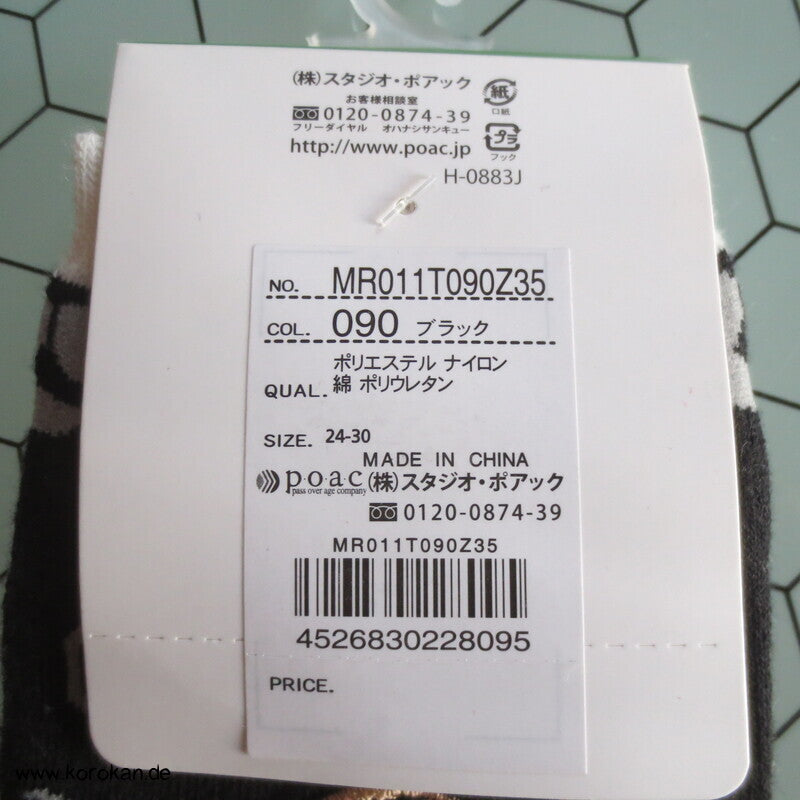 (株)スタジオ・ポアック
お客様相談室
0120-0874-39
フリーダイヤル オハナシサンキュー
http://www.poac.jp
紙
口紙
プラ
フック
H-0883J
NO. MR011T090Z35
COL. 090 ブラック
QUAL. ポリエステル ナイロン
綿 ポリウレタン
SIZE. 24-30
MADE IN CHINA
p·o·a·c (株)スタジオ・ポアック
pass over age company
0120-0874-39
MR011T090Z35
4526830228095
PRICE.
www.korokan.de